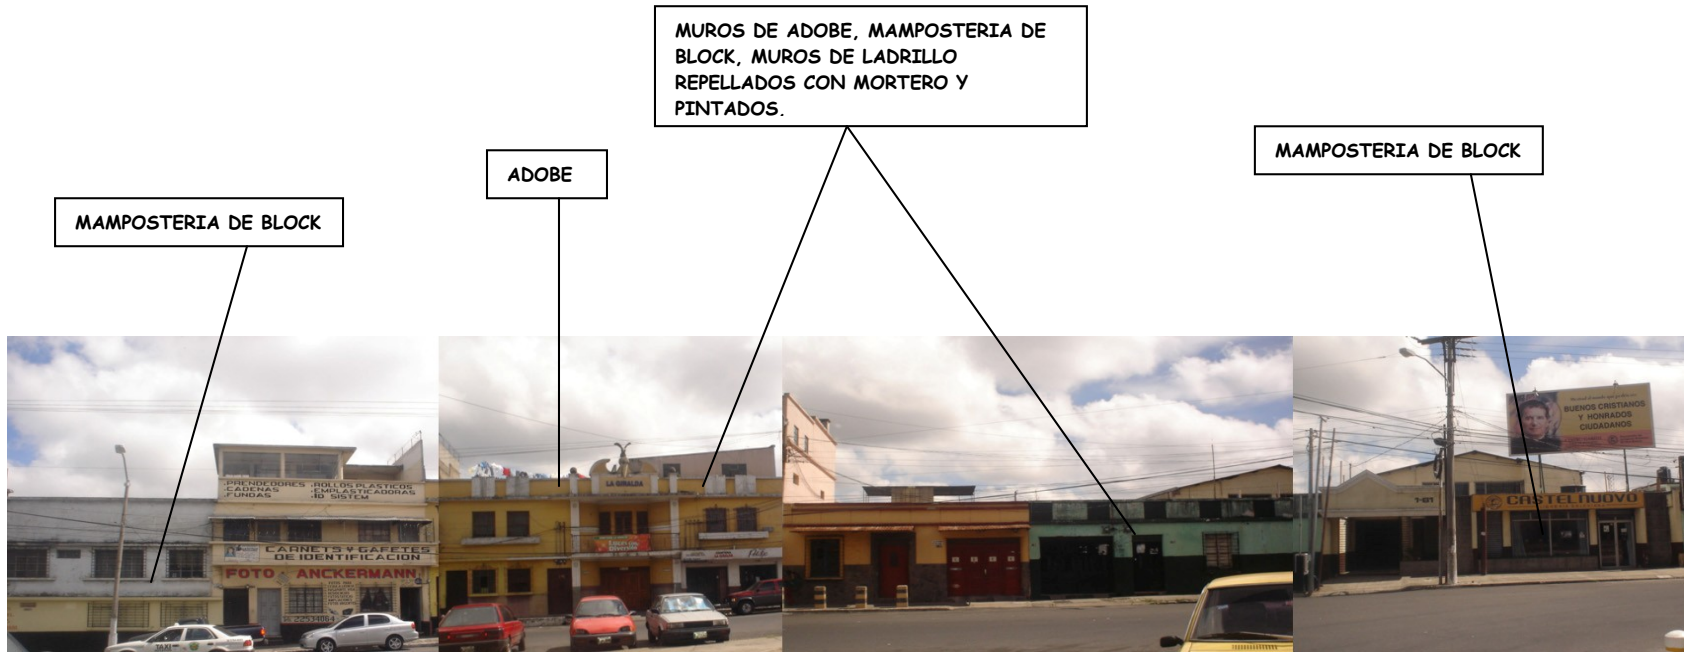 MUROS DE ADOBE, MAMPOSTERIA DE
BLOCK, MUROS DE LADRILLO
REPELLADOS CON MORTERO Y
PINTADOS.
MAMPOSTERIA DE BLOCK
ADOBE
MAMPOSTERIA DE BLOCK
.PRENDEDORES .ROLLOS PLASTICOS
.CADENAS .EMPLASTICADORAS
.FUNDAS .ID SISTEM
CARNETS Y GAFETES
DE IDENTIFICACION
FOTO ANCKERMANN
TAXI
LA GIRALDA
BUENOS CRISTIANOS
Y HONRADOS
CIUDADANOS
CASTELNUOVO